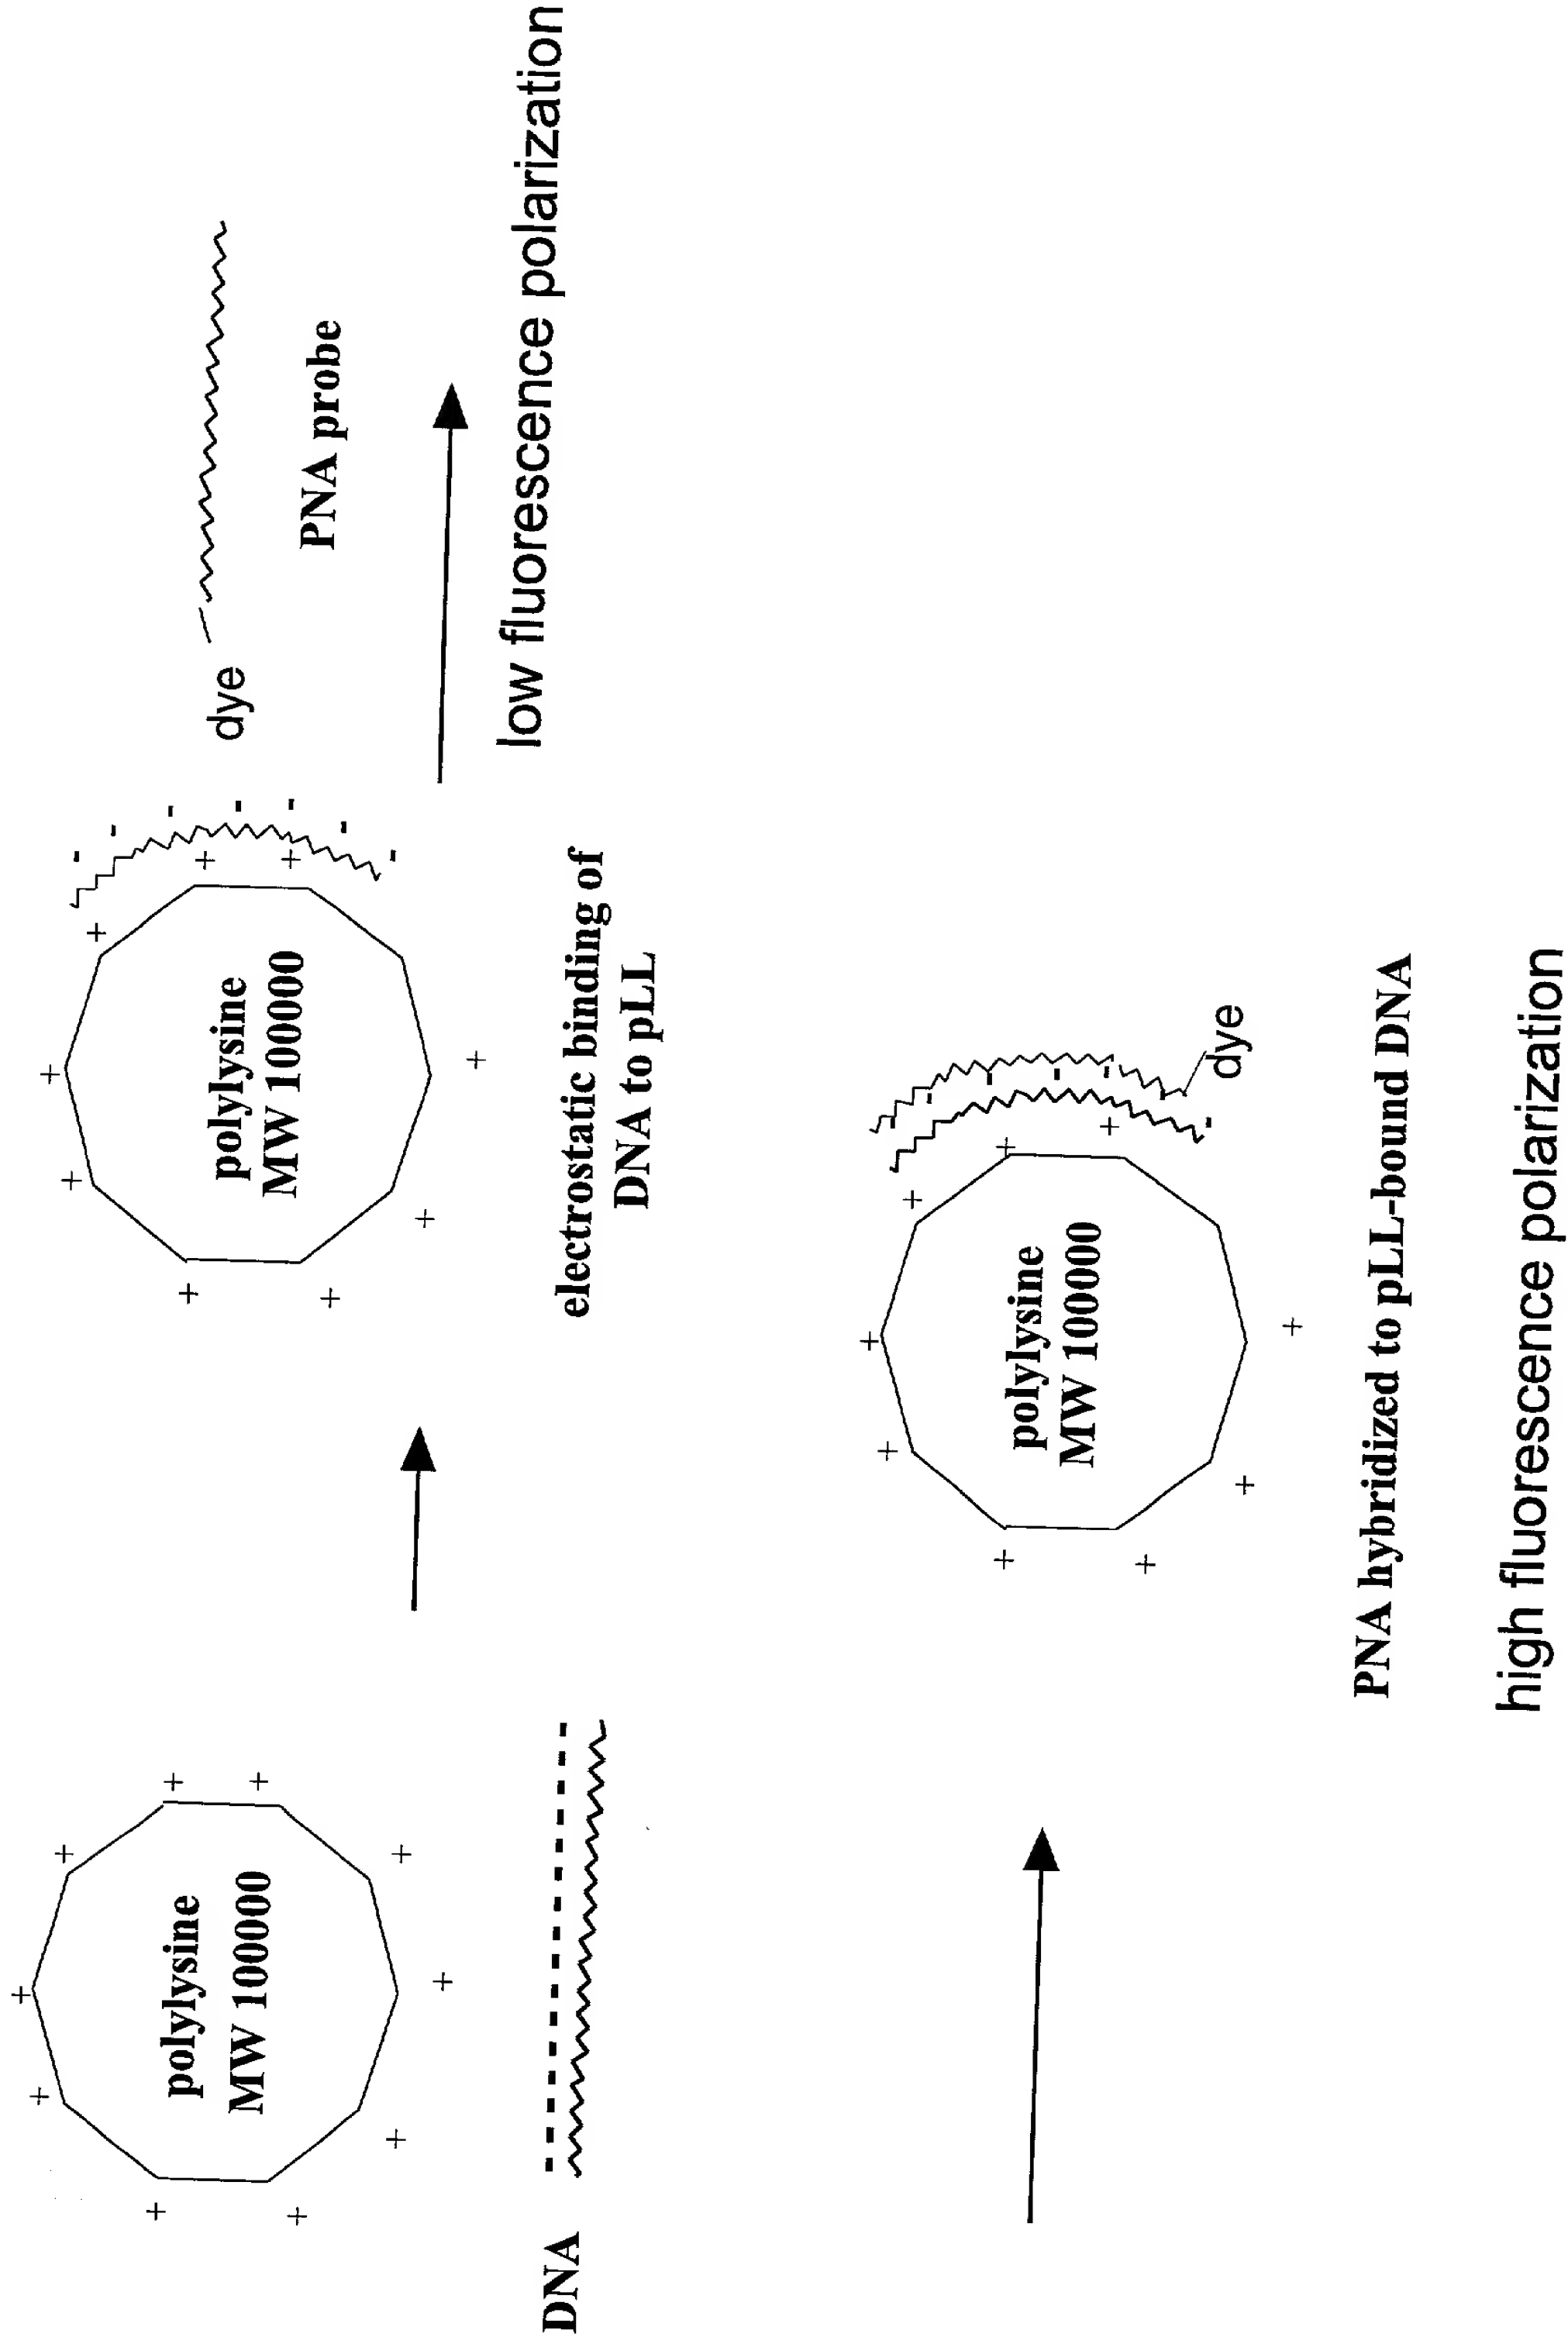 polylysine
MW 100000
DNA
polylysine
MW 100000
electrostatic binding of
DNA to pLL
dye
PNA probe
low fluorescence polarization
polylysine
MW 100000
dye
PNA hybridized to pLL-bound DNA
high fluorescence polarization